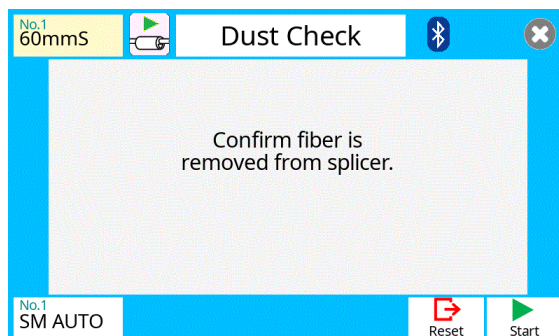 No.1
60mmS
Dust Check
Confirm fiber is
removed from splicer.
No.1
SM AUTO
Reset
Start